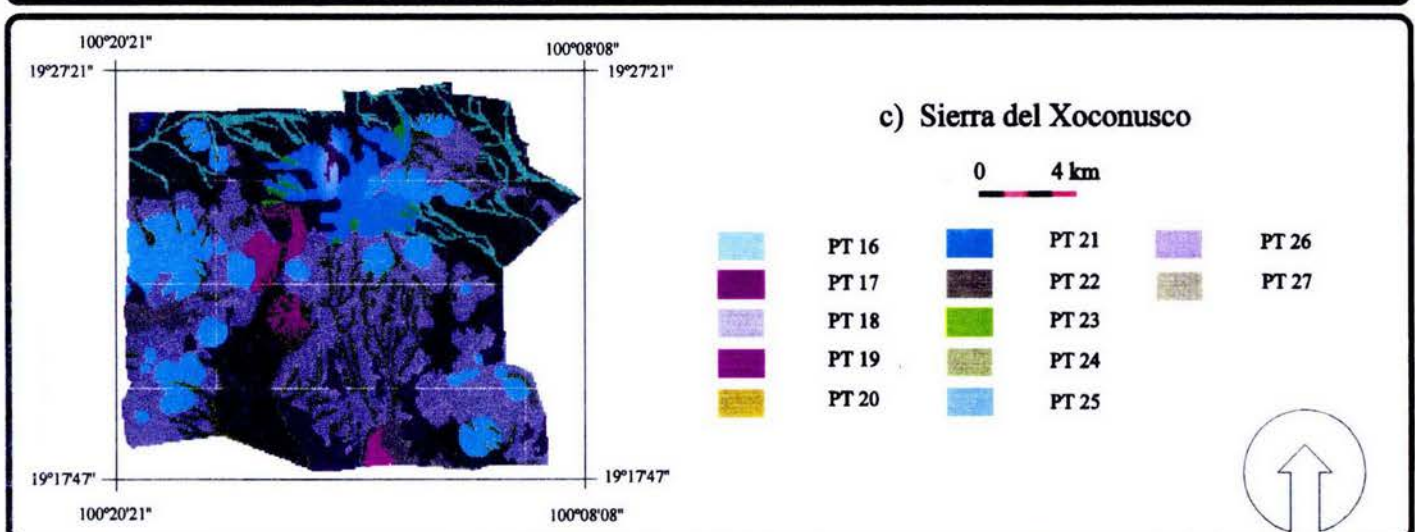 100°20'21"
100°08'08"
19°27'21"
19°27'21"
c) Sierra del Xoconusco
0 4 km
PT 16
PT 17
PT 18
PT 19
PT 20
PT 21
PT 22
PT 23
PT 24
PT 25
PT 26
PT 27
19°17'47"
19°17'47"
100°20'21"
100°08'08"